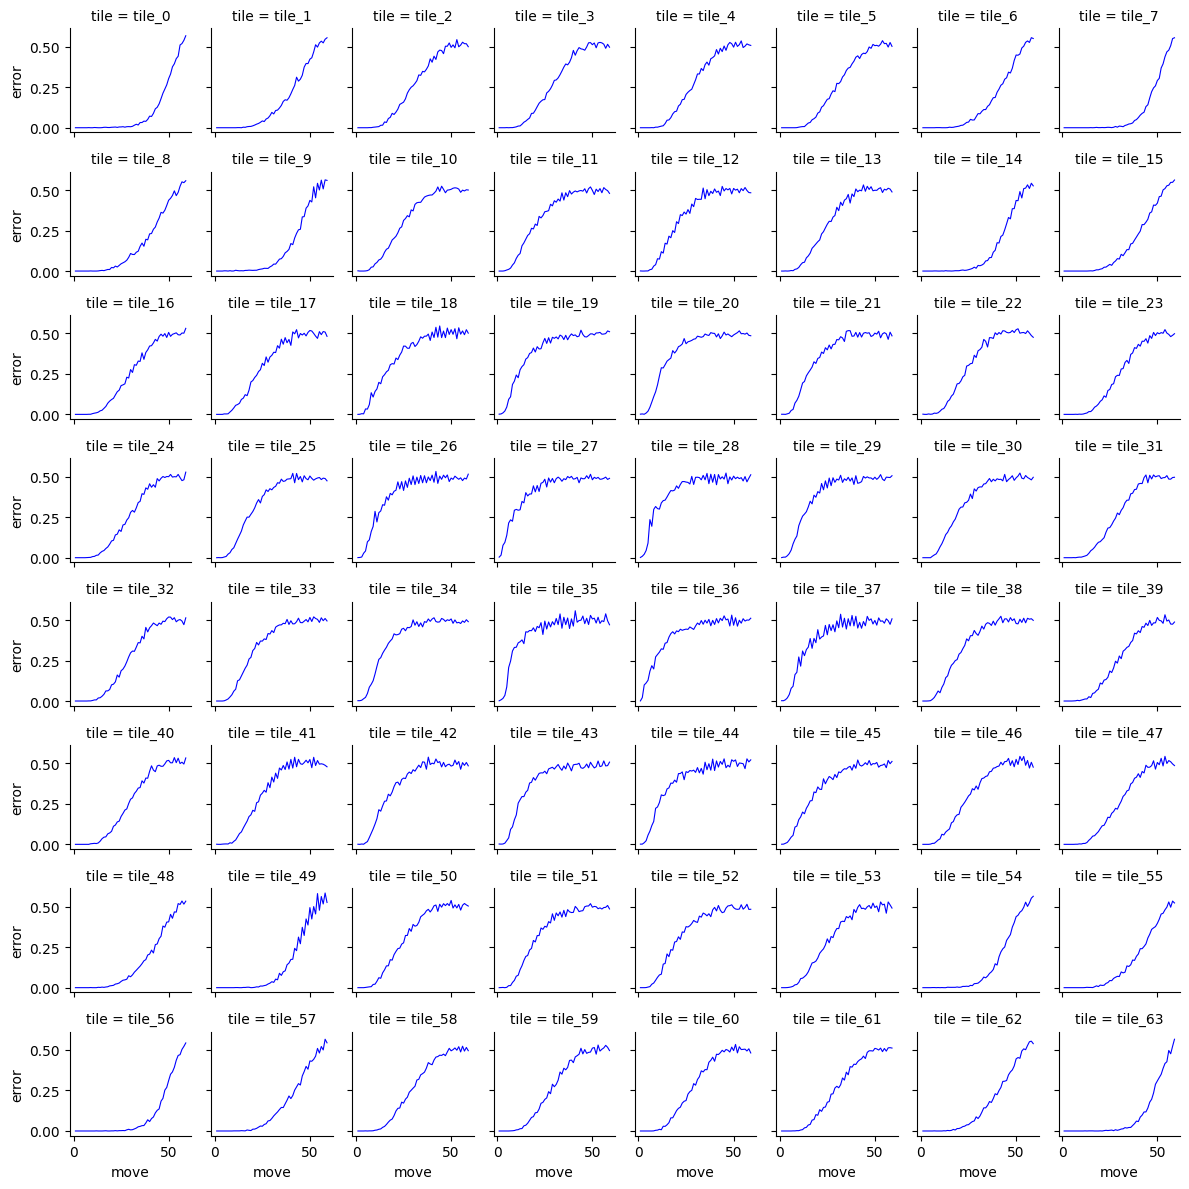 tile = tile_0 tile = tile_1 tile = tile_2 tile = tile_3 tile = tile_4 tile = tile_5 tile = tile_6 tile = tile_7
0.50
error
0.25
0.00
tile = tile_8 tile = tile_9 tile = tile_10 tile = tile_11 tile = tile_12 tile = tile_13 tile = tile_14 tile = tile_15
0.50
error
0.25
0.00
tile = tile_16 tile = tile_17 tile = tile_18 tile = tile_19 tile = tile_20 tile = tile_21 tile = tile_22 tile = tile_23
0.50
error
0.25
0.00
tile = tile_24 tile = tile_25 tile = tile_26 tile = tile_27 tile = tile_28 tile = tile_29 tile = tile_30 tile = tile_31
0.50
error
0.25
0.00
tile = tile_32 tile = tile_33 tile = tile_34 tile = tile_35 tile = tile_36 tile = tile_37 tile = tile_38 tile = tile_39
0.50
error
0.25
0.00
tile = tile_40 tile = tile_41 tile = tile_42 tile = tile_43 tile = tile_44 tile = tile_45 tile = tile_46 tile = tile_47
0.50
error
0.25
0.00
tile = tile_48 tile = tile_49 tile = tile_50 tile = tile_51 tile = tile_52 tile = tile_53 tile = tile_54 tile = tile_55
0.50
error
0.25
0.00
tile = tile_56 tile = tile_57 tile = tile_58 tile = tile_59 tile = tile_60 tile = tile_61 tile = tile_62 tile = tile_63
0.50
error
0.25
0.00
0 50 0 50 0 50 0 50 0 50 0 50 0 50 0 50
move move move move move move move move